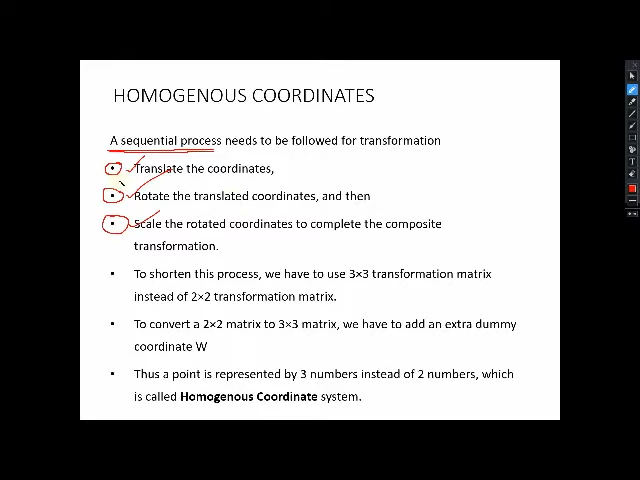 HOMOGENOUS COORDINATES
A sequential process needs to be followed for transformation
• Translate the coordinates,
• Rotate the translated coordinates, and then
• Scale the rotated coordinates to complete the composite
transformation.
• To shorten this process, we have to use 3×3 transformation matrix
instead of 2×2 transformation matrix.
• To convert a 2×2 matrix to 3×3 matrix, we have to add an extra dummy
coordinate W
• Thus a point is represented by 3 numbers instead of 2 numbers, which
is called Homogenous Coordinate system.